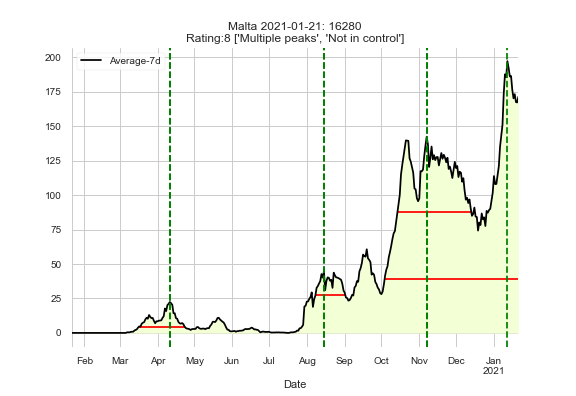 Malta 2021-01-21: 16280
Rating:8 ['Multiple peaks', 'Not in control']
Average-7d
200
175
150
125
100
75
50
25
0
Feb Mar Apr May Jun Jul Aug Sep Oct Nov Dec Jan
2021
Date